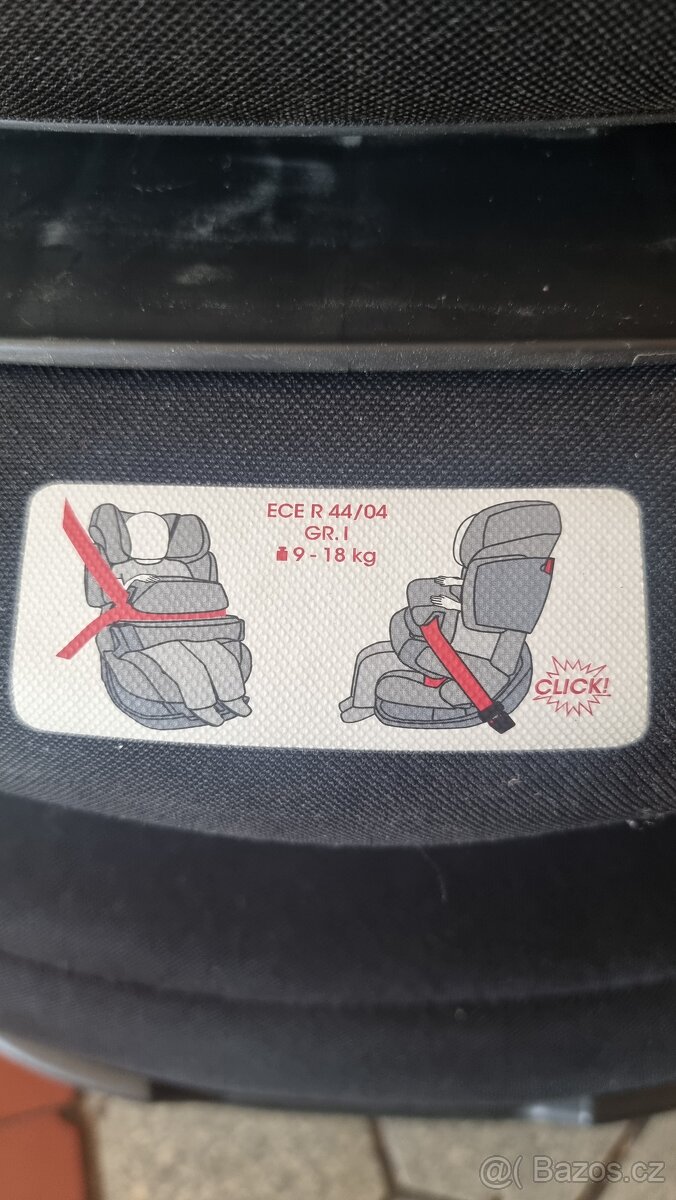 ECE R 44/04
GR. I
9 - 18 kg
CLICK!
@( Bazos.cz